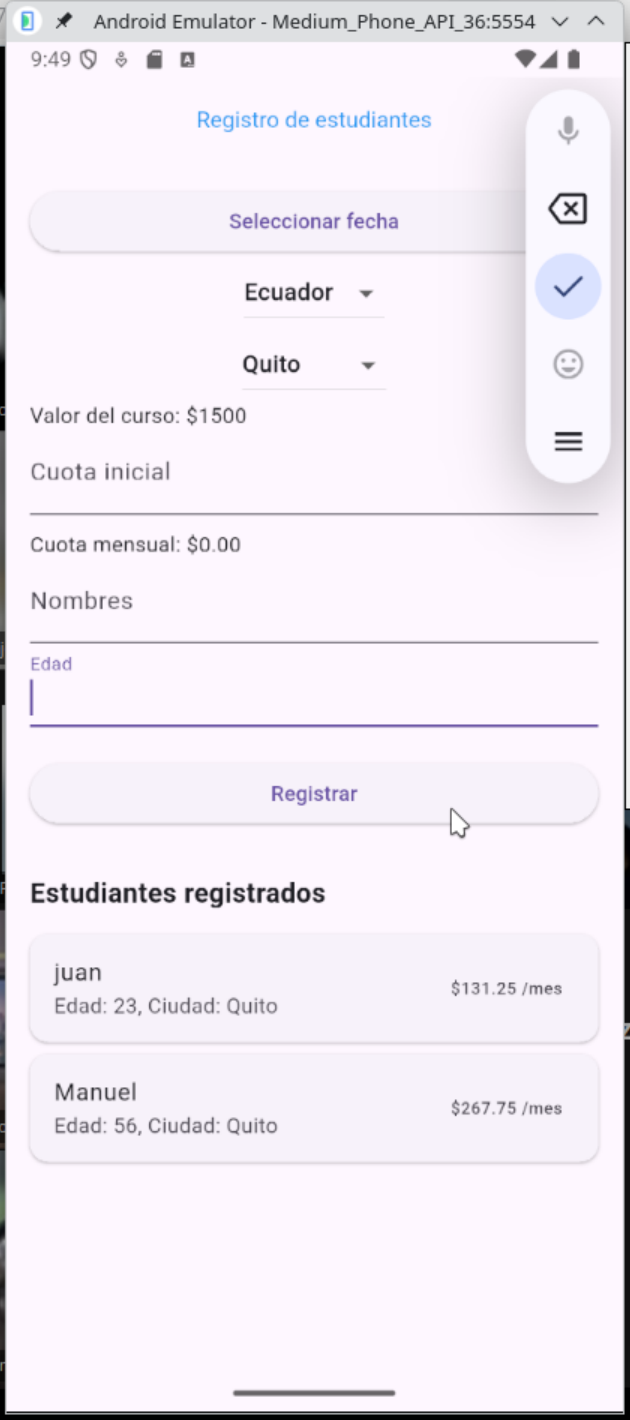 Android Emulator - Medium_Phone_API_36:5554
9:49
Registro de estudiantes
Seleccionar fecha
Ecuador
Quito
Valor del curso: $1500
Cuota inicial
Cuota mensual: $0.00
Nombres
Edad
Registrar
Estudiantes registrados
juan
Edad: 23, Ciudad: Quito
$131.25 /mes
Manuel
Edad: 56, Ciudad: Quito
$267.75 /mes